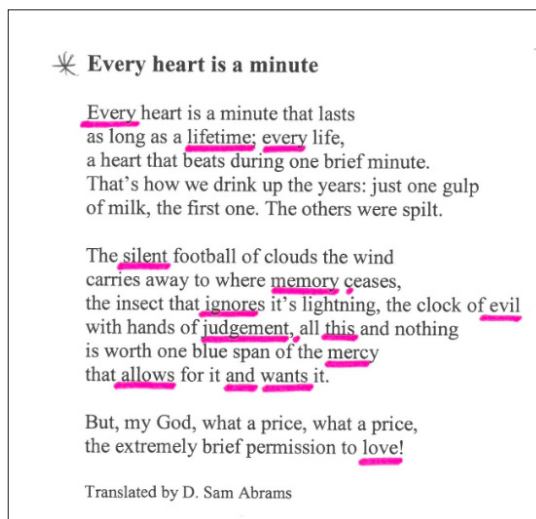 Every heart is a minute
Every heart is a minute that lasts
as long as a lifetime; every life,
a heart that beats during one brief minute.
That's how we drink up the years: just one gulp
of milk, the first one. The others were spilt.
The silent football of clouds the wind
carries away to where memory ceases,
the insect that ignores it's lightning, the clock of evil
with hands of judgement, all this and nothing
is worth one blue span of the mercy
that allows for it and wants it.
But, my God, what a price, what a price,
the extremely brief permission to love!
Translated by D. Sam Abrams